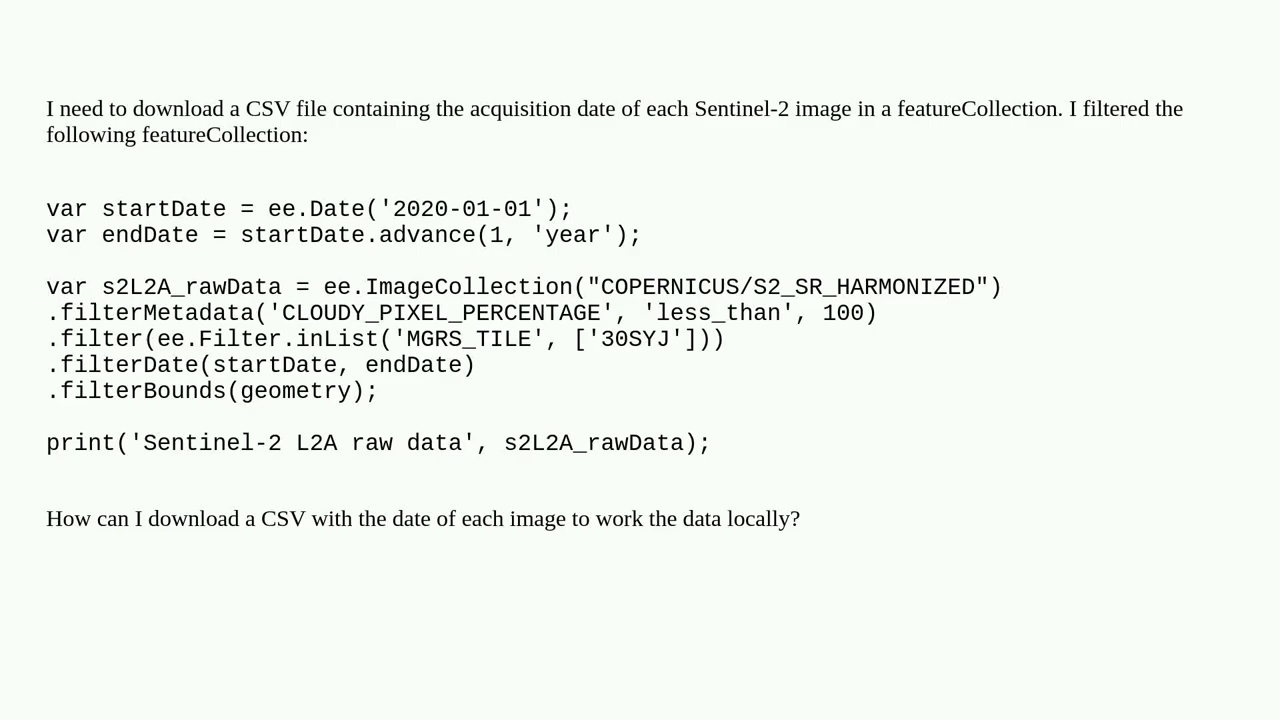 I need to download a CSV file containing the acquisition date of each Sentinel-2 image in a featureCollection. I filtered the
following featureCollection:
var startDate = ee.Date('2020-01-01');
var endDate = startDate.advance(1, 'year');
var s2L2A_rawData = ee.ImageCollection("COPERNICUS/S2_SR_HARMONIZED")
.filterMetadata('CLOUDY_PIXEL_PERCENTAGE', 'less_than', 100)
.filter(ee.Filter.inList('MGRS_TILE', ['30SYJ']))
.filterDate(startDate, endDate)
.filterBounds(geometry);
print('Sentinel-2 L2A raw data', s2L2A_rawData);
How can I download a CSV with the date of each image to work the data locally?